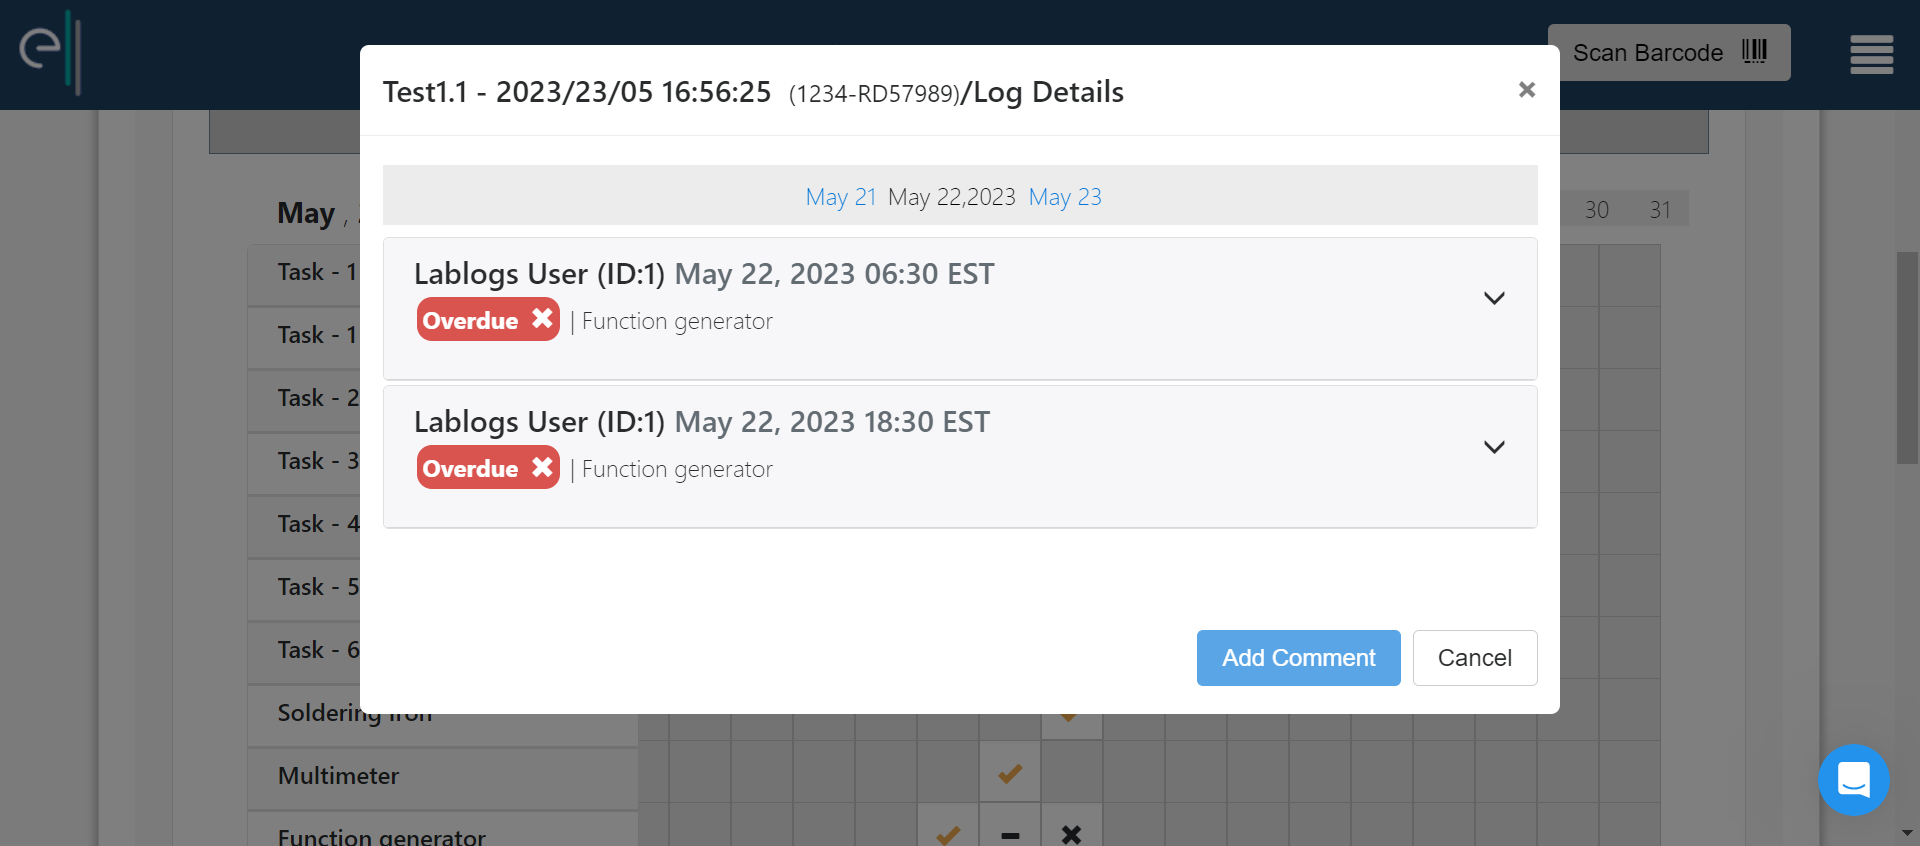 ell
Scan Barcode
Test1.1 - 2023/23/05 16:56:25 (1234-RD57989)/Log Details
May 21 May 22,2023 May 23
May ,
30 31
Lablogs User (ID:1) May 22, 2023 06:30 EST
Overdue | Function generator
Lablogs User (ID:1) May 22, 2023 18:30 EST
Overdue | Function generator
Add Comment Cancel
Task - 1
Task - 1
Task - 2
Task - 3
Task - 4
Task - 5
Task - 6
Soldering Iron
Multimeter
Function generator